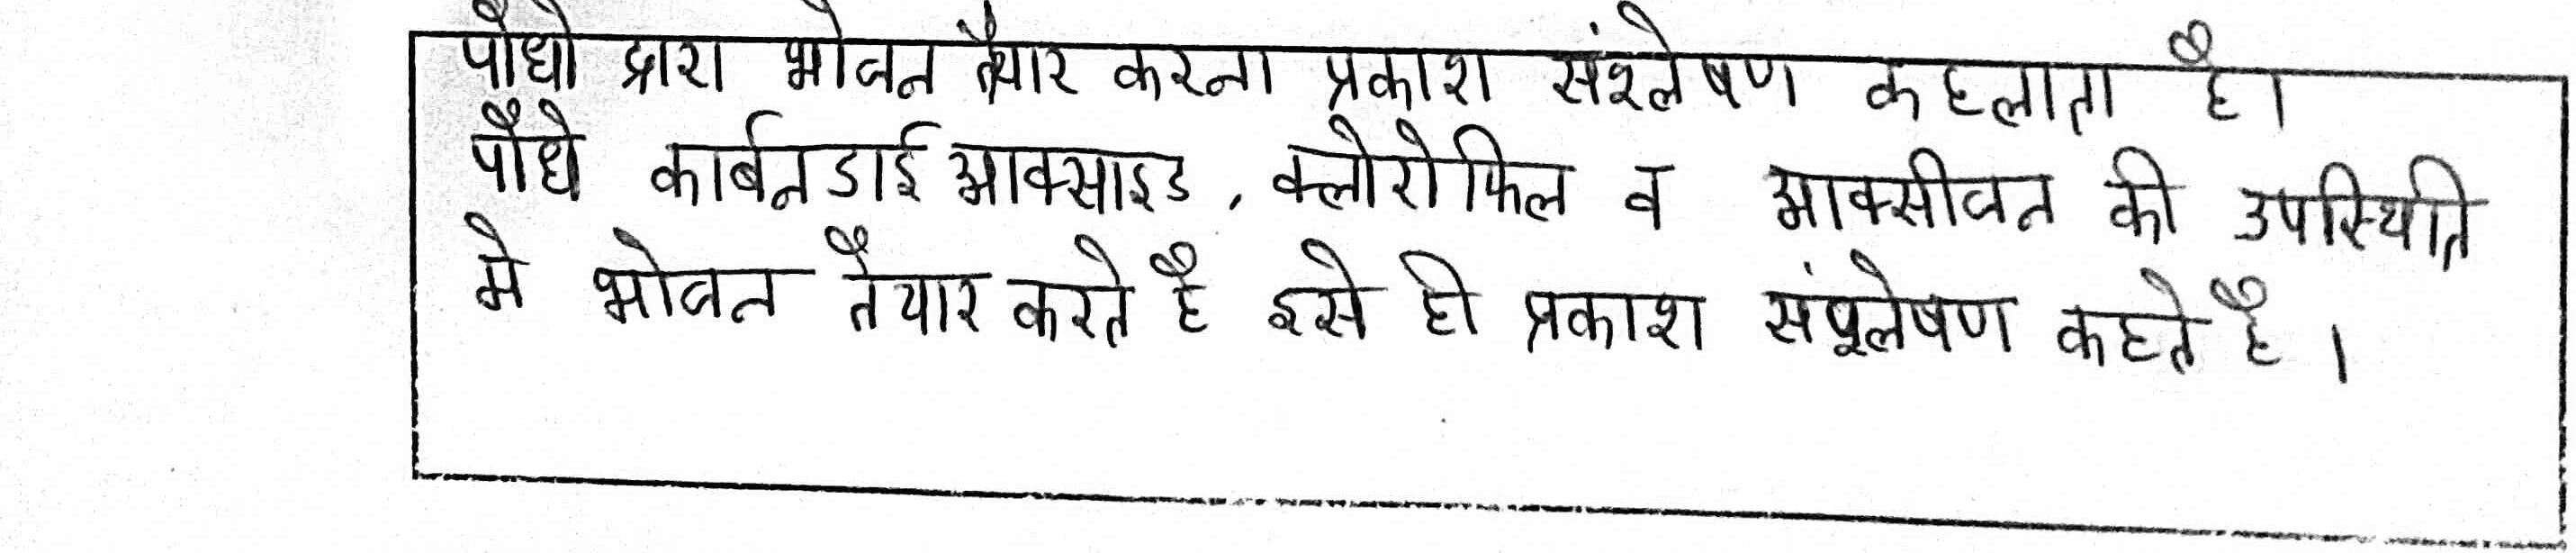 पौधो द्वारा भोजन तैयार करना प्रकाश संश्लेषण कहलाता है।
पौधे कार्बनडाई आक्साइड, क्लोरोफिल व आक्सीजन की उपस्थिति
मे भोजन तैयार करते है इसे ही प्रकाश संश्लेषण कहते है ।